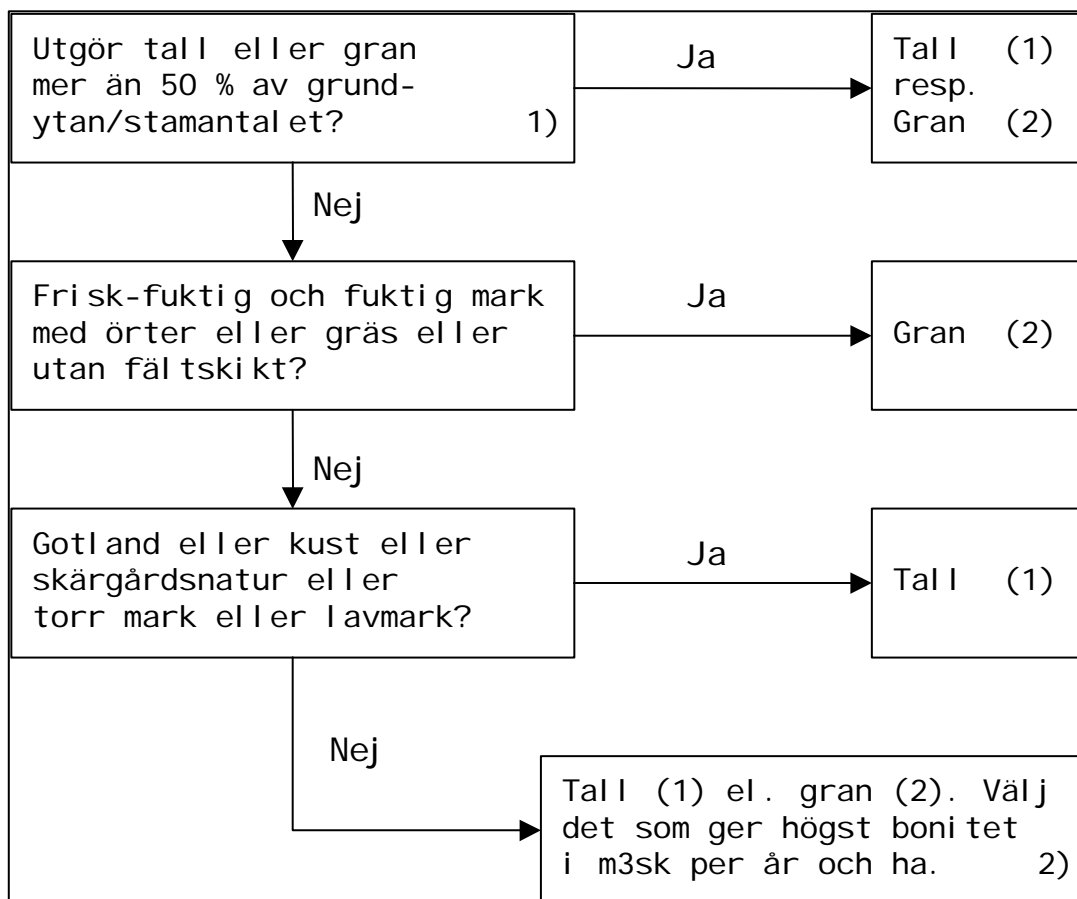 Utgör tall eller gran
mer än 50 % av grund-
ytan/stamantalet? 1)
Ja
Tall (1)
resp.
Gran (2)
Nej
Frisk-fuktig och fuktig mark
med örter eller gräs eller
utan fältskikt?
Ja
Gran (2)
Nej
Gotland eller kust eller
skärgårdsnatur eller
torr mark eller lavmark?
Ja
Tall (1)
Nej
Tall (1) el. gran (2). Välj
det som ger högst bonitet
i m3sk per år och ha. 2)